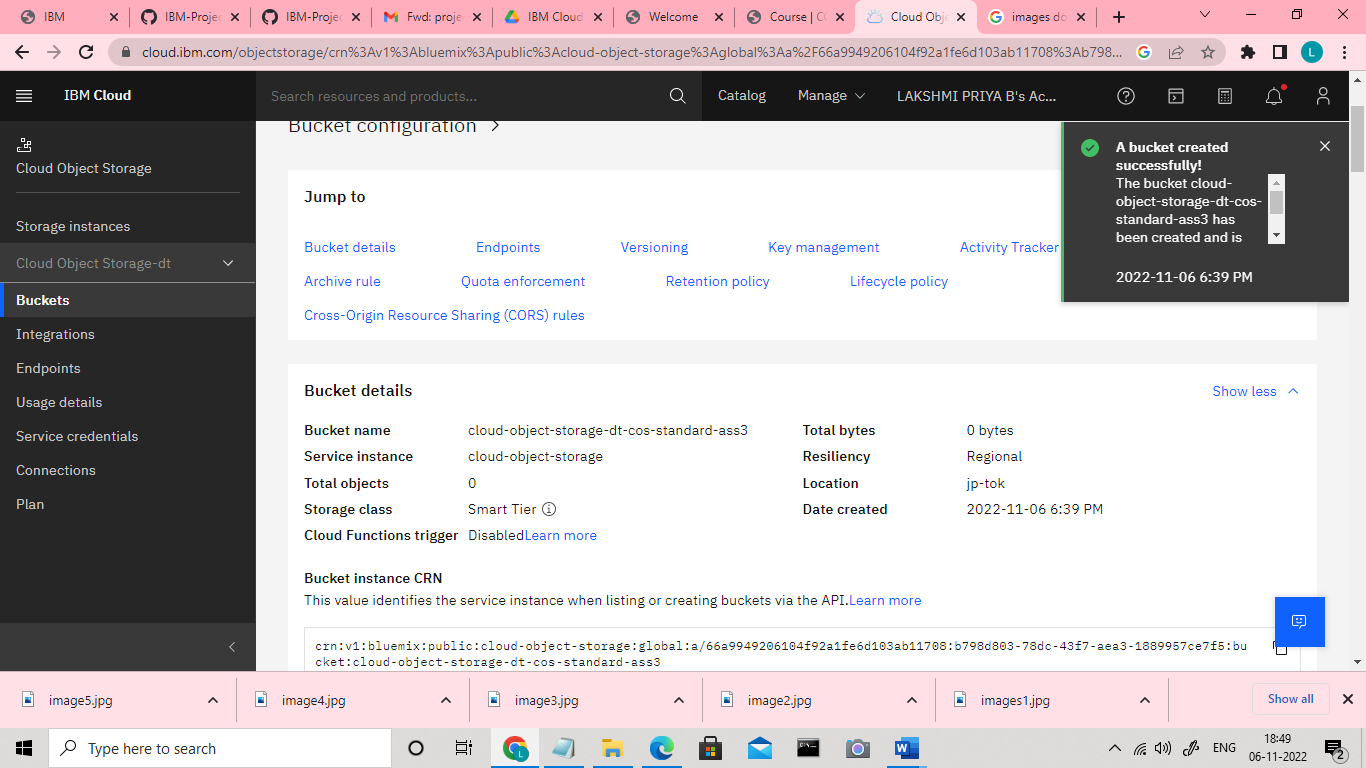 IBM
IBM-Projec
IBM-Projec
Fwd: proje
IBM Cloud
Welcome
Course | C
Cloud Obje
images do
cloud.ibm.com/objectstorage/crn%3Av1%3Abluemix%3Apublic%3Acloud-object-storage%3Aglobal%3Aa%2F66a9949206104f92a1fe6d103ab11708%3Ab798...
L
IBM Cloud
Search resources and products...
Catalog
Manage
LAKSHMI PRIYA B's Ac...
Cloud Object Storage
Storage instances
Cloud Object Storage-dt
Buckets
Integrations
Endpoints
Usage details
Service credentials
Connections
Plan
Bucket configuration
A bucket created
successfully!
The bucket cloud-
object-storage-dt-cos-
standard-ass3 has
been created and is
2022-11-06 6:39 PM
Jump to
Bucket details Endpoints Versioning Key management Activity Tracker
Archive rule Quota enforcement Retention policy Lifecycle policy
Cross-Origin Resource Sharing (CORS) rules
Bucket details Show less
Bucket name cloud-object-storage-dt-cos-standard-ass3 Total bytes 0 bytes
Service instance cloud-object-storage Resiliency Regional
Total objects 0 Location jp-tok
Storage class Smart Tier Date created 2022-11-06 6:39 PM
Cloud Functions trigger DisabledLearn more
Bucket instance CRN
This value identifies the service instance when listing or creating buckets via the API.Learn more
crn:v1:bluemix:public:cloud-object-storage:global:a/66a9949206104f92a1fe6d103ab11708:b798d803-78dc-43f7-aea3-1889957ce7f5:bu
cket:cloud-object-storage-dt-cos-standard-ass3
image5.jpg image4.jpg image3.jpg image2.jpg images1.jpg Show all
Type here to search
L
ENG
18:49
06-11-2022
2